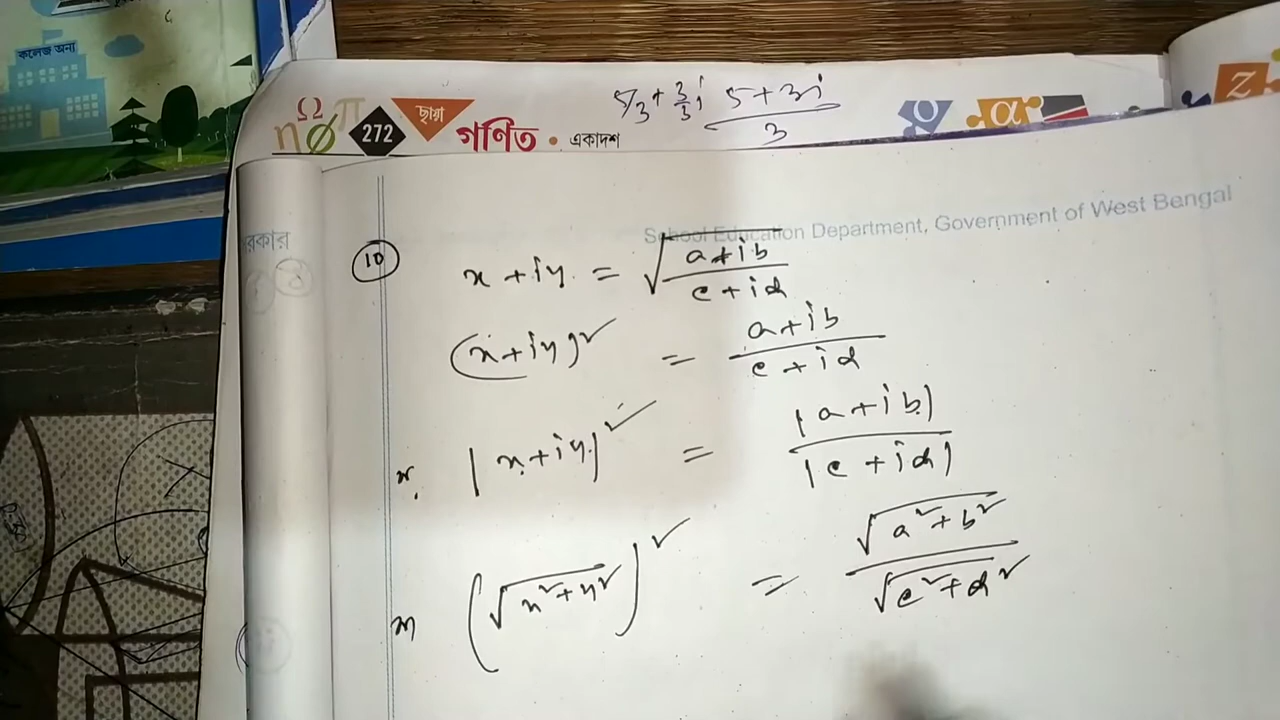 কলেজ অন্য
5/3 + 3/3 i (5+3i)/3
Ω
nφπ 272 ছায়া গণিত • একাদশ
School Education Department, Government of West Bengal
রকার
10 x + iy = √((a+ib)/(c+id))
(x+iy)² = (a+ib)/(c+id)
বা, |x+iy|² = |a+ib|/|c+id|
বা (√(x²+y²))² = √(a²+b²)/√(c²+d²)